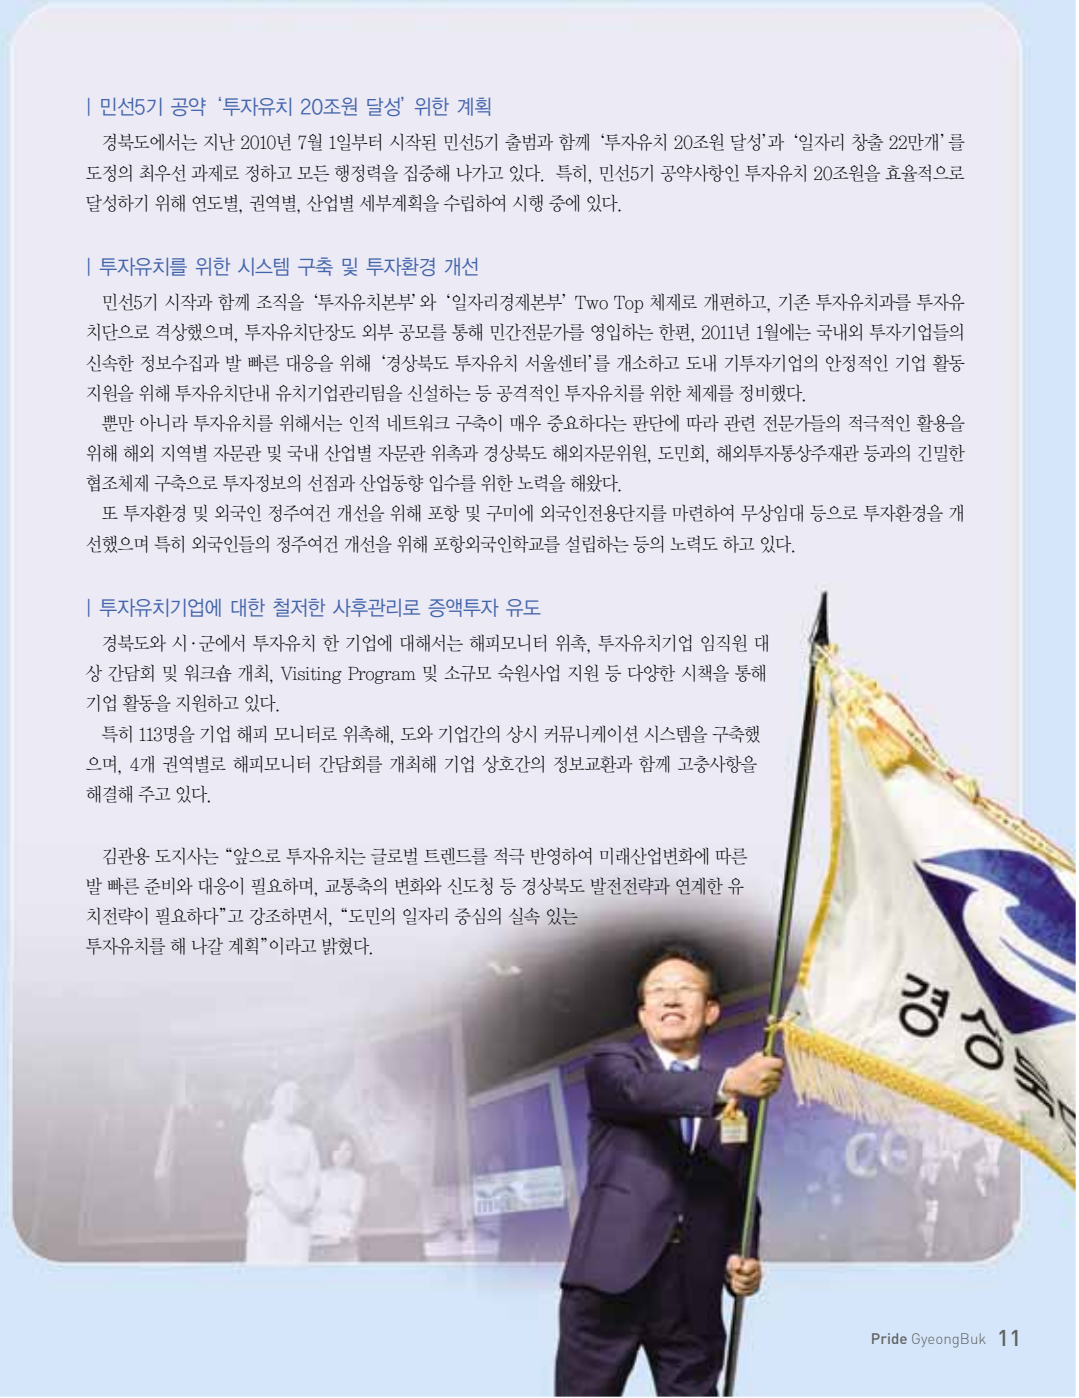 | 민선5기 공약 ‘투자유치 20조원 달성’ 위한 계획
경북도에서는 지난 2010년 7월 1일부터 시작된 민선5기 출범과 함께 ‘투자유치 20조원 달성’과 ‘일자리 창출 22만개’를
도정의 최우선 과제로 정하고 모든 행정력을 집중해 나가고 있다. 특히, 민선5기 공약사항인 투자유치 20조원을 효율적으로
달성하기 위해 연도별, 권역별, 산업별 세부계획을 수립하여 시행 중에 있다.
| 투자유치를 위한 시스템 구축 및 투자환경 개선
민선5기 시작과 함께 조직을 ‘투자유치본부’와 ‘일자리경제본부’ Two Top 체제로 개편하고, 기존 투자유치과를 투자유
치단으로 격상했으며, 투자유치단장도 외부 공모를 통해 민간전문가를 영입하는 한편, 2011년 1월에는 국내외 투자기업들의
신속한 정보수집과 발 빠른 대응을 위해 ‘경상북도 투자유치 서울센터’를 개소하고 도내 기투자기업의 안정적인 기업 활동
지원을 위해 투자유치단내 유치기업관리팀을 신설하는 등 공격적인 투자유치를 위한 체제를 정비했다.
뿐만 아니라 투자유치를 위해서는 인적 네트워크 구축이 매우 중요하다는 판단에 따라 관련 전문가들의 적극적인 활용을
위해 해외 지역별 자문관 및 국내 산업별 자문관 위촉과 경상북도 해외자문위원, 도민회, 해외투자통상주재관 등과의 긴밀한
협조체제 구축으로 투자정보의 선점과 산업동향 입수를 위한 노력을 해왔다.
또 투자환경 및 외국인 정주여건 개선을 위해 포항 및 구미에 외국인전용단지를 마련하여 무상임대 등으로 투자환경을 개
선했으며 특히 외국인들의 정주여건 개선을 위해 포항외국인학교를 설립하는 등의 노력도 하고 있다.
| 투자유치기업에 대한 철저한 사후관리로 증액투자 유도
경북도와 시·군에서 투자유치 한 기업에 대해서는 해피모니터 위촉, 투자유치기업 임직원 대
상 간담회 및 워크숍 개최, Visiting Program 및 소규모 숙원사업 지원 등 다양한 시책을 통해
기업 활동을 지원하고 있다.
특히 113명을 기업 해피 모니터로 위촉해, 도와 기업간의 상시 커뮤니케이션 시스템을 구축했
으며, 4개 권역별로 해피모니터 간담회를 개최해 기업 상호간의 정보교환과 함께 고충사항을
해결해 주고 있다.
김관용 도지사는 “앞으로 투자유치는 글로벌 트렌드를 적극 반영하여 미래산업변화에 따른
발 빠른 준비와 대응이 필요하며, 교통축의 변화와 신도청 등 경상북도 발전전략과 연계한 유
치전략이 필요하다”고 강조하면서, “도민의 일자리 중심의 실속 있는
투자유치를 해 나갈 계획”이라고 밝혔다.
경상북
Pride GyeongBuk 11